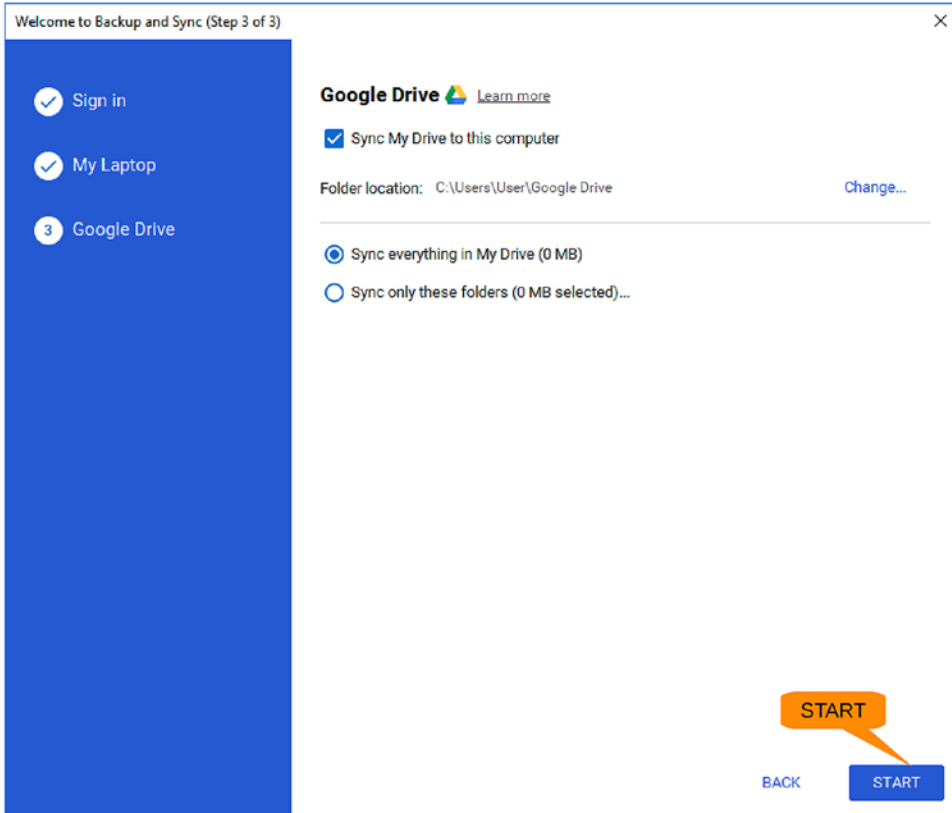 Welcome to Backup and Sync (Step 3 of 3)
Sign in
My Laptop
3 Google Drive
Google Drive Learn more
Sync My Drive to this computer
Folder location: C:\Users\User\Google Drive Change...
Sync everything in My Drive (0 MB)
Sync only these folders (0 MB selected)...
START
BACK START